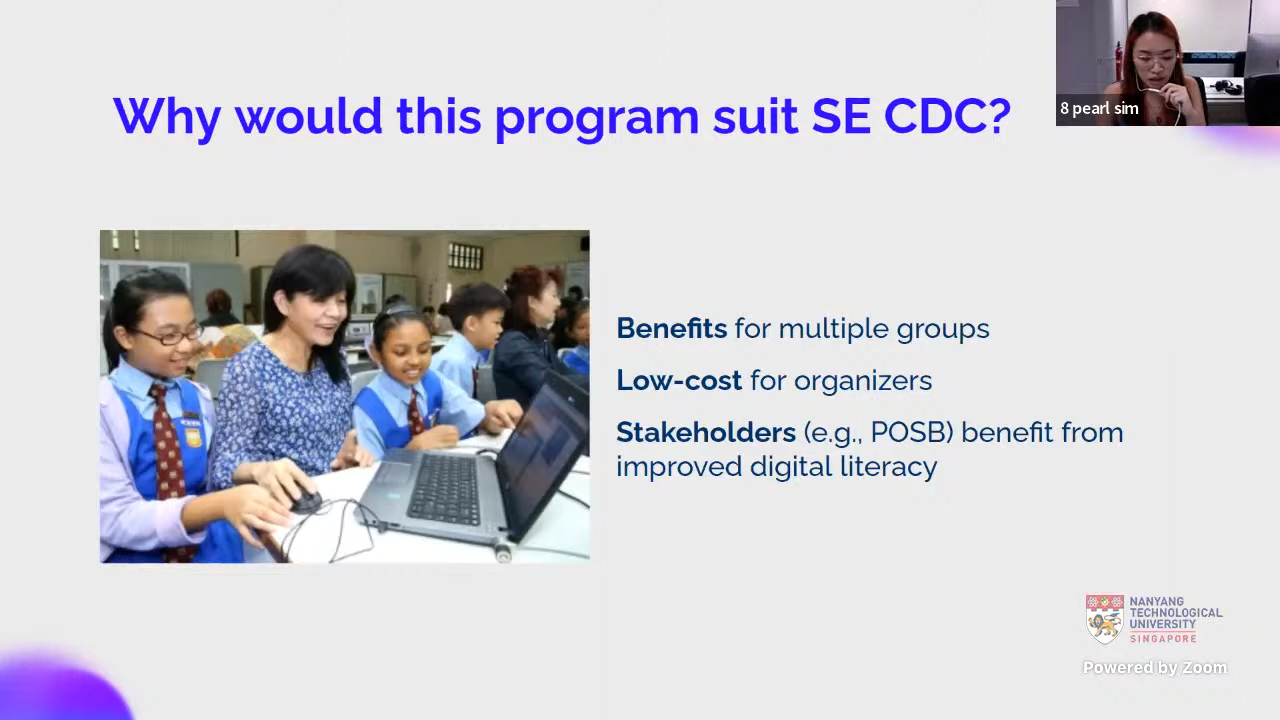 Why would this program suit SE CDC?
8 pearl sim
Benefits for multiple groups
Low-cost for organizers
Stakeholders (e.g., POSB) benefit from
improved digital literacy
NANYANG
TECHNOLOGICAL
UNIVERSITY
SINGAPORE
Powered by Zoom